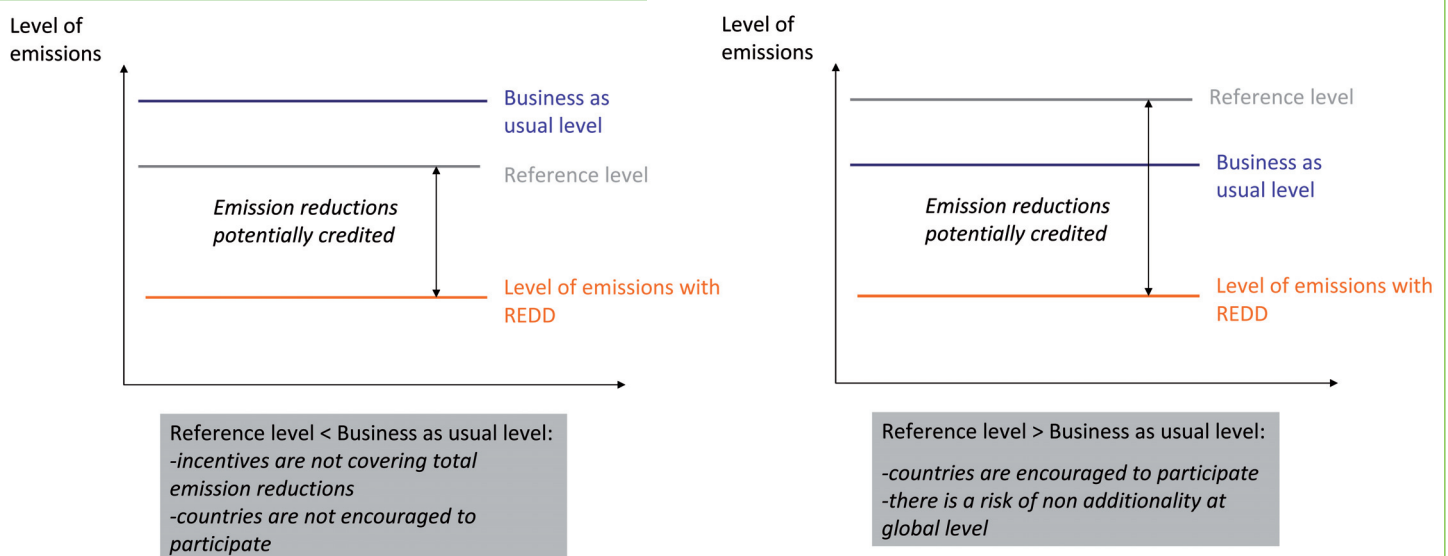 Level of
emissions
Business as
usual level
Reference level
Emission reductions
potentially credited
Level of emissions with
REDD
Reference level < Business as usual level:
-incentives are not covering total
emission reductions
-countries are not encouraged to
participate
Level of
emissions
Reference level
Business as
usual level
Emission reductions
potentially credited
Level of emissions with
REDD
Reference level > Business as usual level:
-countries are encouraged to participate
-there is a risk of non additionality at
global level